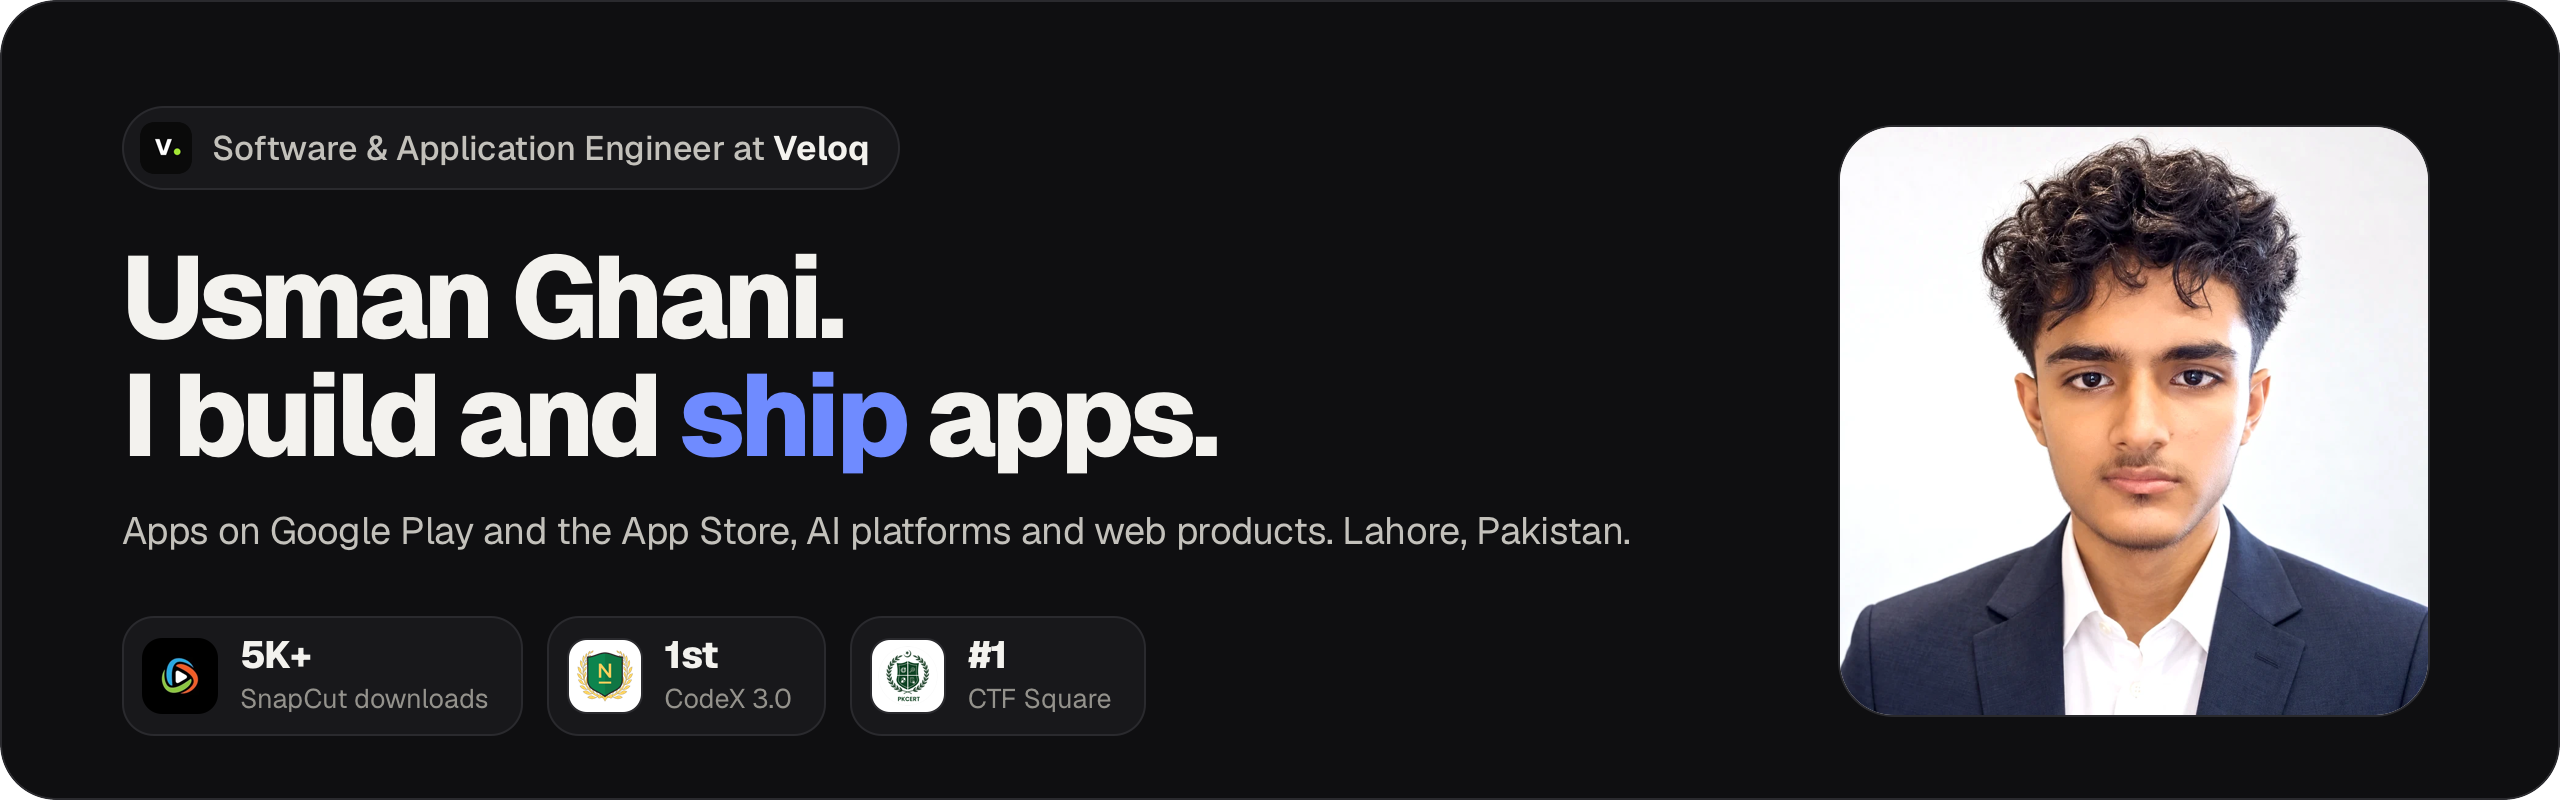 v. Software & Application Engineer at Veloq
Usman Ghani.
I build and ship apps.
Apps on Google Play and the App Store, AI platforms and web products. Lahore, Pakistan.
5K+
SnapCut downloads
N
1st
CodeX 3.0
PKCERT
#1
CTF Square